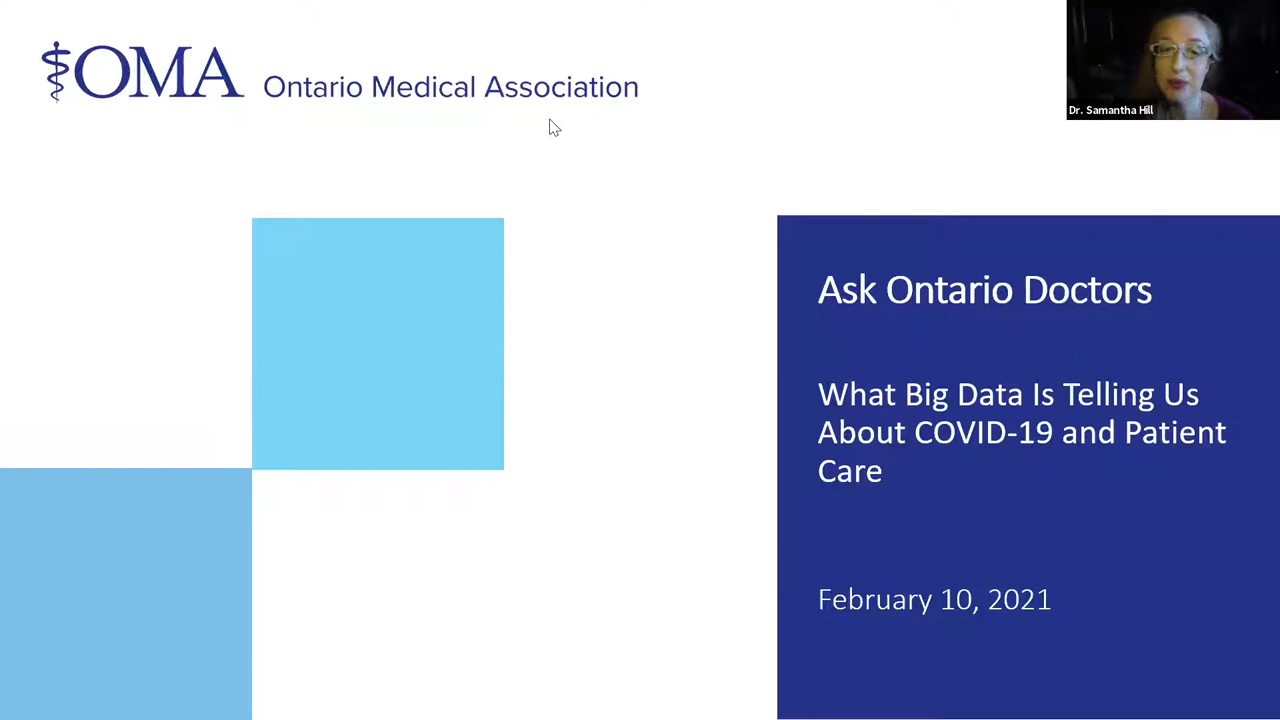 OMA Ontario Medical Association
Dr. Samantha Hill
Ask Ontario Doctors
What Big Data Is Telling Us
About COVID-19 and Patient
Care
February 10, 2021